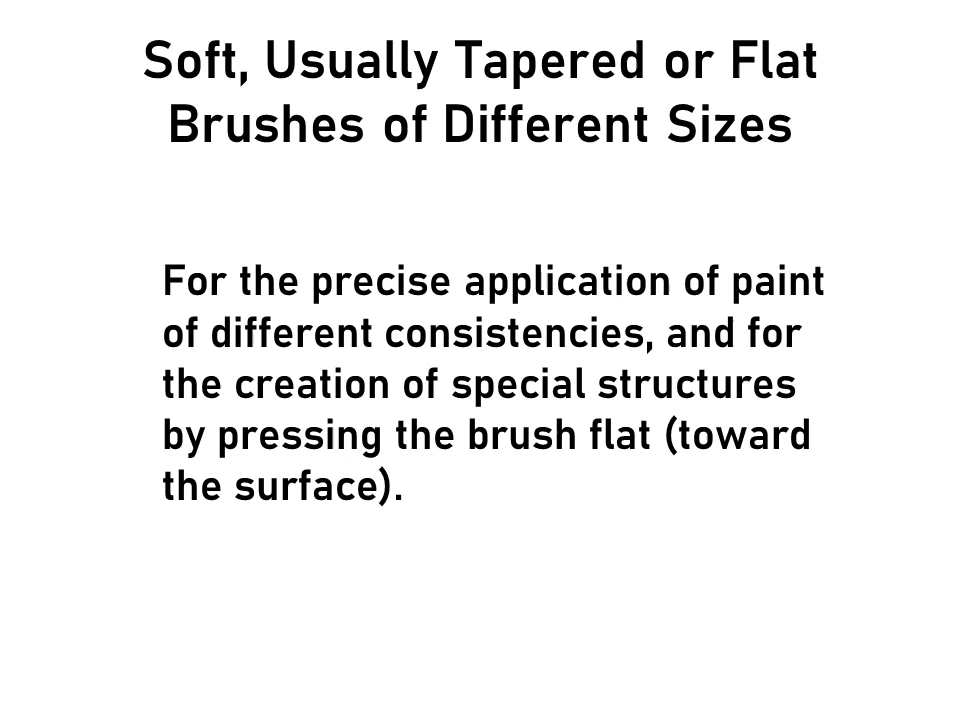 Soft, Usually Tapered or Flat
Brushes of Different Sizes
For the precise application of paint
of different consistencies, and for
the creation of special structures
by pressing the brush flat (toward
the surface).